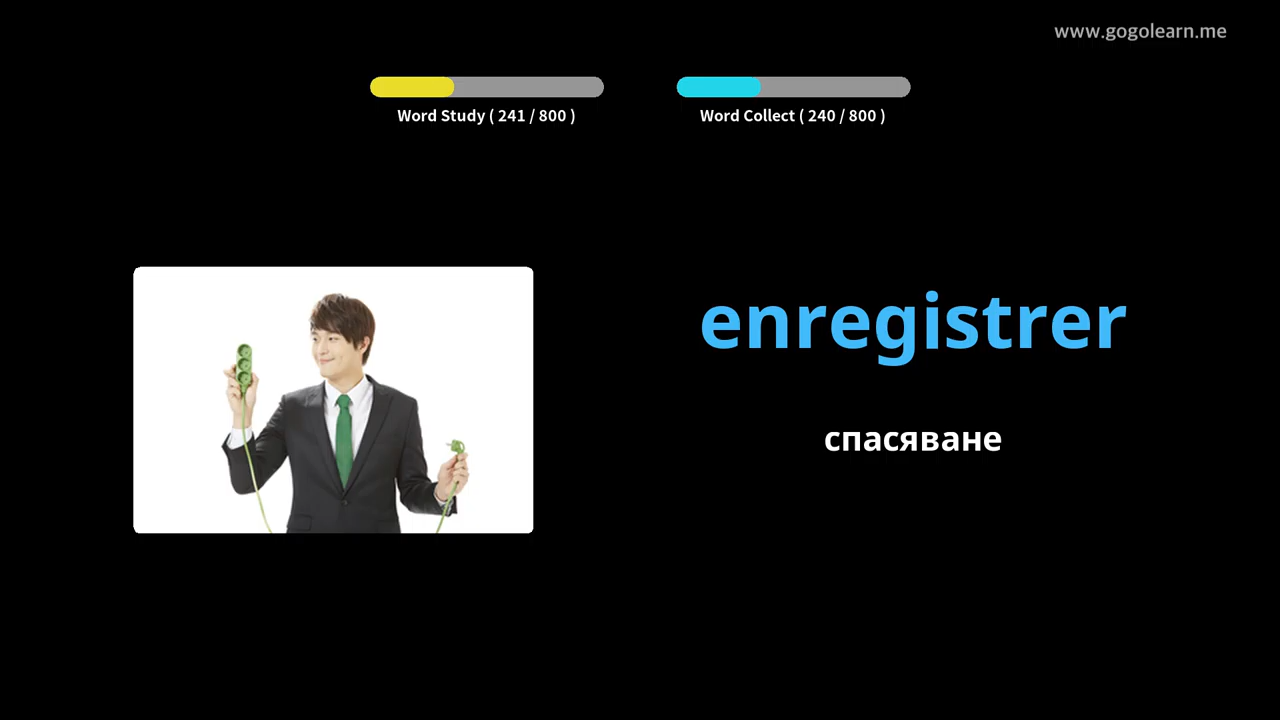 www.gogolearn.me
Word Study ( 241 / 800 )
Word Collect ( 240 / 800 )
enregistrer
спасяване